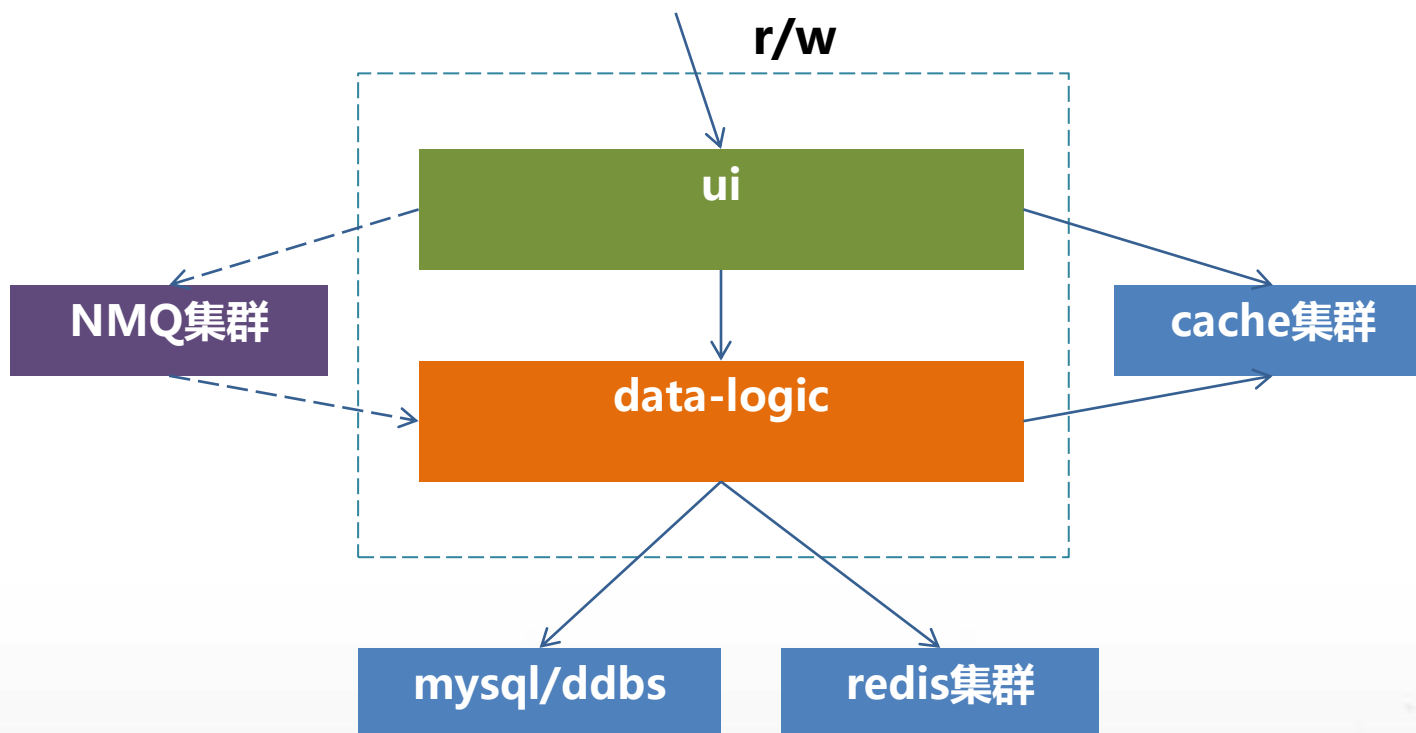 r/w
ui
NMQ集群
cache集群
data-logic
mysql/ddbs
redis集群